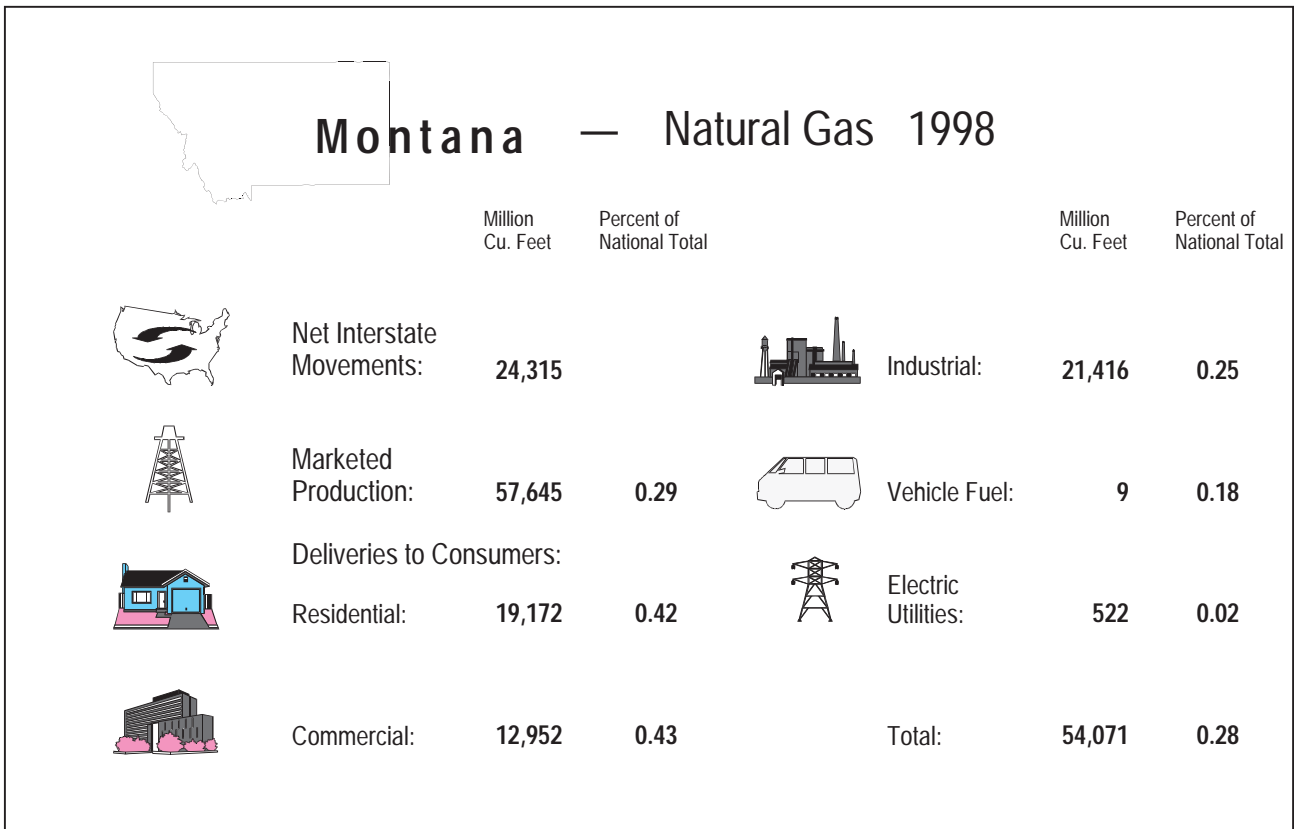 Montana — Natural Gas 1998
Million Percent of Million Percent of
Cu. Feet National Total Cu. Feet National Total
Net Interstate
Movements: 24,315
Industrial: 21,416 0.25
Marketed
Production: 57,645 0.29
Vehicle Fuel: 9 0.18
Deliveries to Consumers:
Residential: 19,172 0.42
Electric
Utilities: 522 0.02
Commercial: 12,952 0.43
Total: 54,071 0.28